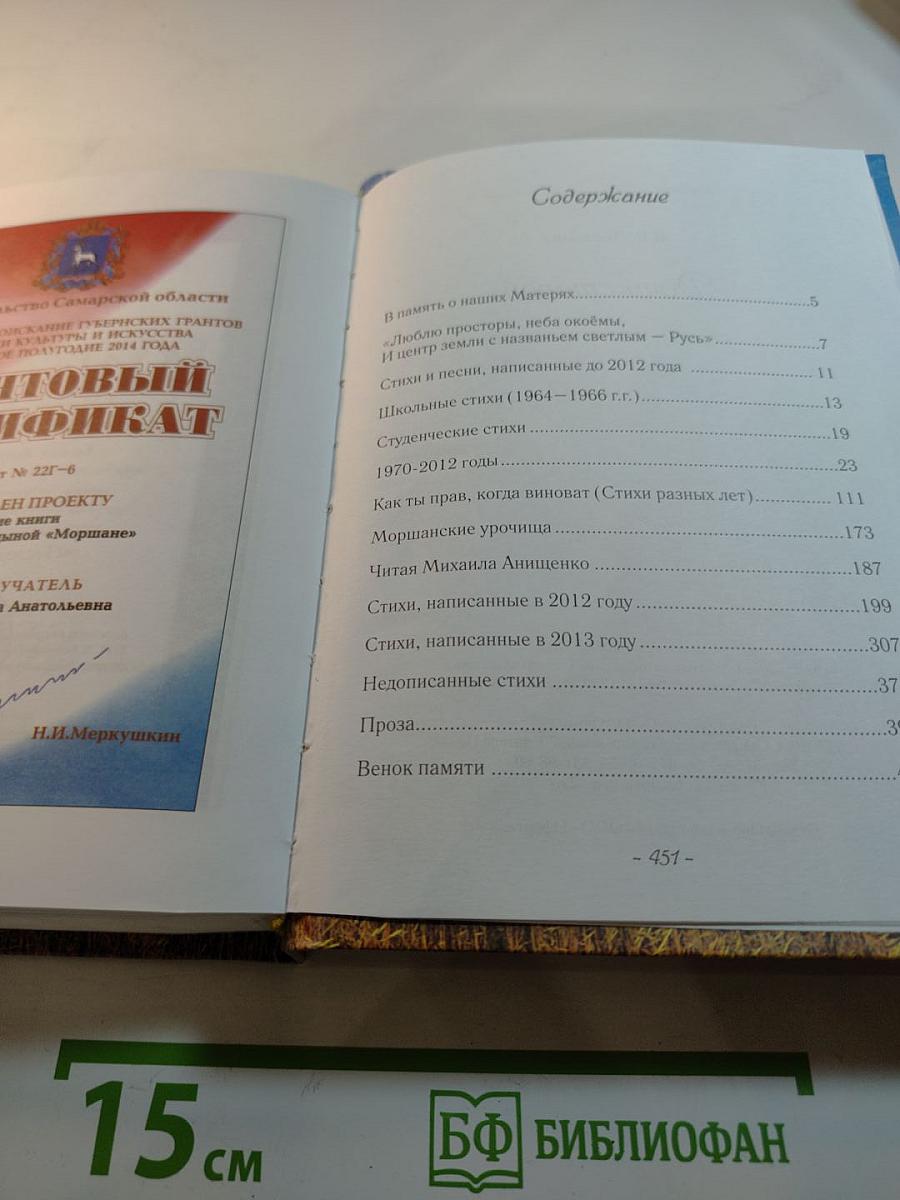 льство Самарской области
ОИСКАНИЕ ГУБЕРНСКИХ ГРАНТОВ
И КУЛЬТУРЫ И ИСКУССТВА
ОЕ ПОЛУГОДИЕ 2014 ГОДА
НТОВЫЙ
ИФИКАТ
т № 22Г-6
ЕН ПРОЕКТУ
ие книги
ыной «Моршане»
УЧАТЕЛЬ
а Анатольевна
Н.И.Меркушкин
Содержание
В память о наших Матерях....................5
«Люблю просторы, неба окоёмы,
И центр земли с названьем светлым — Русь»....................7
Стихи и песни, написанные до 2012 года ....................11
Школьные стихи (1964—1966 г.г.)....................13
Студенческие стихи ....................19
1970-2012 годы....................23
Как ты прав, когда виноват (Стихи разных лет)....................111
Моршанские урочища....................173
Читая Михаила Анищенко ....................187
Стихи, написанные в 2012 году....................199
Стихи, написанные в 2013 году....................307
Недописанные стихи ....................37
Проза....................39
Венок памяти ....................
- 451 -
15 см
БФ БИБЛИОФАН